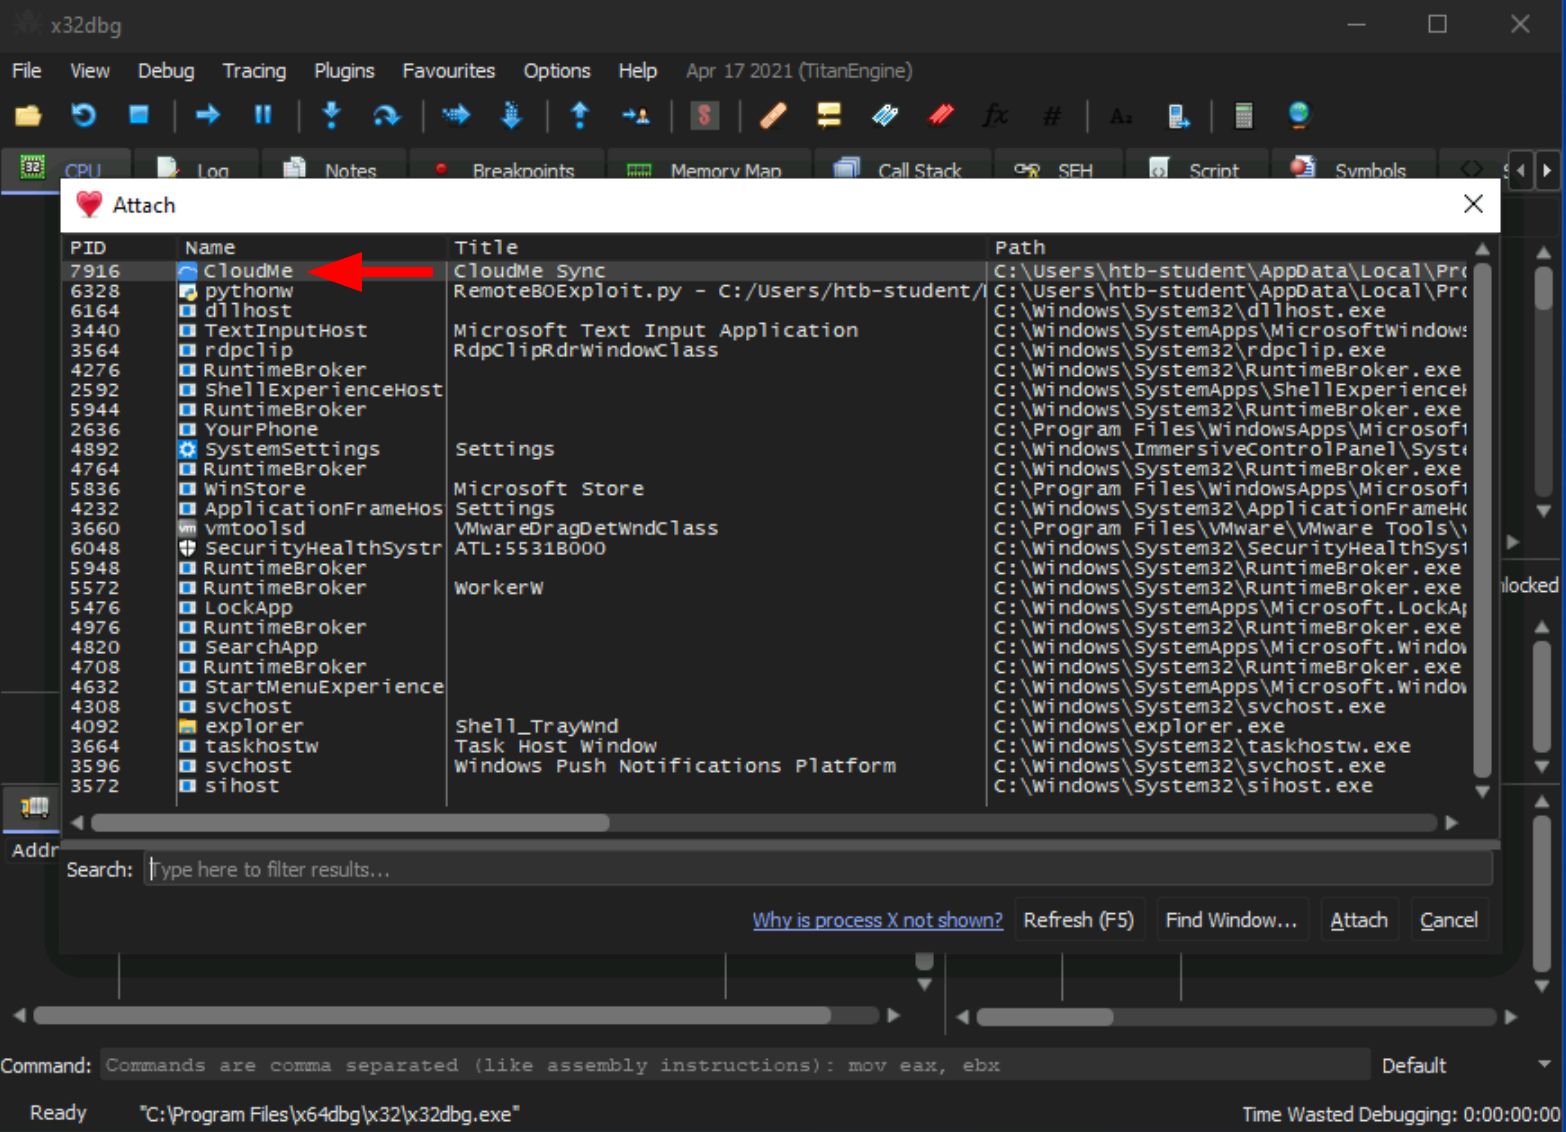 x32dbg
File View Debug Tracing Plugins Favourites Options Help Apr 17 2021 (TitanEngine)
CPU Log Notes Breakpoints Memory Map Call Stack SEH Script Symbols
Attach
PID Name Title Path
7916 CloudMe CloudMe Sync C:\Users\htb-student\AppData\Local\Pro
6328 pythonw RemoteBOExploit.py - C:/Users/htb-student/ C:\Users\htb-student\AppData\Local\Pro
6164 dllhost C:\Windows\System32\dllhost.exe
3440 TextInputHost Microsoft Text Input Application C:\Windows\SystemApps\MicrosoftWindows
3564 rdpclip RdpClipRdrWindowClass C:\Windows\System32\rdpclip.exe
4276 RuntimeBroker C:\Windows\System32\RuntimeBroker.exe
2592 ShellExperienceHost C:\Windows\SystemApps\ShellExperienceH
5944 RuntimeBroker C:\Windows\System32\RuntimeBroker.exe
2636 YourPhone C:\Program Files\WindowsApps\Microsoft
4892 SystemSettings Settings C:\Windows\ImmersiveControlPanel\Syste
4764 RuntimeBroker C:\Windows\System32\RuntimeBroker.exe
5836 WinStore Microsoft Store C:\Program Files\WindowsApps\Microsoft
4232 ApplicationFrameHos Settings C:\Windows\System32\ApplicationFrameHo
3660 vmtoolsd VMwareDragDetWndClass C:\Program Files\VMware\VMware Tools\v
6048 SecurityHealthSystr ATL:5531B000 C:\Windows\System32\SecurityHealthSyst
5948 RuntimeBroker C:\Windows\System32\RuntimeBroker.exe
5572 RuntimeBroker WorkerW C:\Windows\System32\RuntimeBroker.exe
5476 LockApp C:\Windows\SystemApps\Microsoft.LockAp
4976 RuntimeBroker C:\Windows\System32\RuntimeBroker.exe
4820 SearchApp C:\Windows\SystemApps\Microsoft.Window
4708 RuntimeBroker C:\Windows\System32\RuntimeBroker.exe
4632 StartMenuExperience C:\Windows\SystemApps\Microsoft.Window
4308 svchost C:\Windows\System32\svchost.exe
4092 explorer Shell_TrayWnd C:\Windows\explorer.exe
3664 taskhostw Task Host Window C:\Windows\System32\taskhostw.exe
3596 svchost Windows Push Notifications Platform C:\Windows\System32\svchost.exe
3572 sihost C:\Windows\System32\sihost.exe
nlocked
Addr
Search: Type here to filter results...
Why is process X not shown? Refresh (F5) Find Window... Attach Cancel
Command: Commands are comma separated (like assembly instructions): mov eax, ebx Default
Ready "C:\Program Files\x64dbg\x32\x32dbg.exe" Time Wasted Debugging: 0:00:00:00